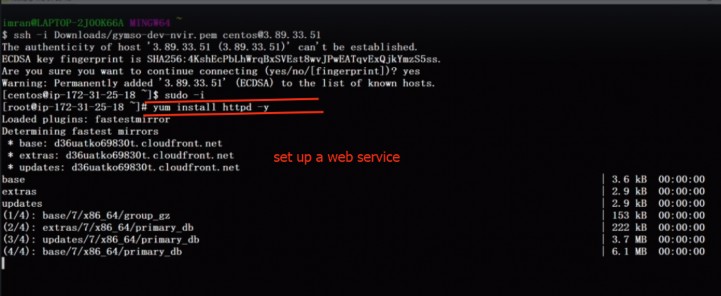 imran@LAPTOP-2JOOK66A MINGW64 ~
$ ssh -i Downloads/gymso-dev-nvir.pem centos@3.89.33.51
The authenticity of host '3.89.33.51 (3.89.33.51)' can't be established.
ECDSA key fingerprint is SHA256:4KshEcPbLhWrqBxSVEst8wvJPwEATqvExQjkYmzS5ss.
Are you sure you want to continue connecting (yes/no/[fingerprint])? yes
Warning: Permanently added '3.89.33.51' (ECDSA) to the list of known hosts.
[centos@ip-172-31-25-18 ~]$ sudo -i
[root@ip-172-31-25-18 ~]# yum install httpd -y
Loaded plugins: fastestmirror
Determining fastest mirrors
* base: d36uatko69830t.cloudfront.net
* extras: d36uatko69830t.cloudfront.net
* updates: d36uatko69830t.cloudfront.net
set up a web service
base | 3.6 kB 00:00:00
extras | 2.9 kB 00:00:00
updates | 2.9 kB 00:00:00
(1/4): base/7/x86_64/group_gz | 153 kB 00:00:00
(2/4): extras/7/x86_64/primary_db | 222 kB 00:00:00
(3/4): updates/7/x86_64/primary_db | 3.7 MB 00:00:00
(4/4): base/7/x86_64/primary_db | 6.1 MB 00:00:00